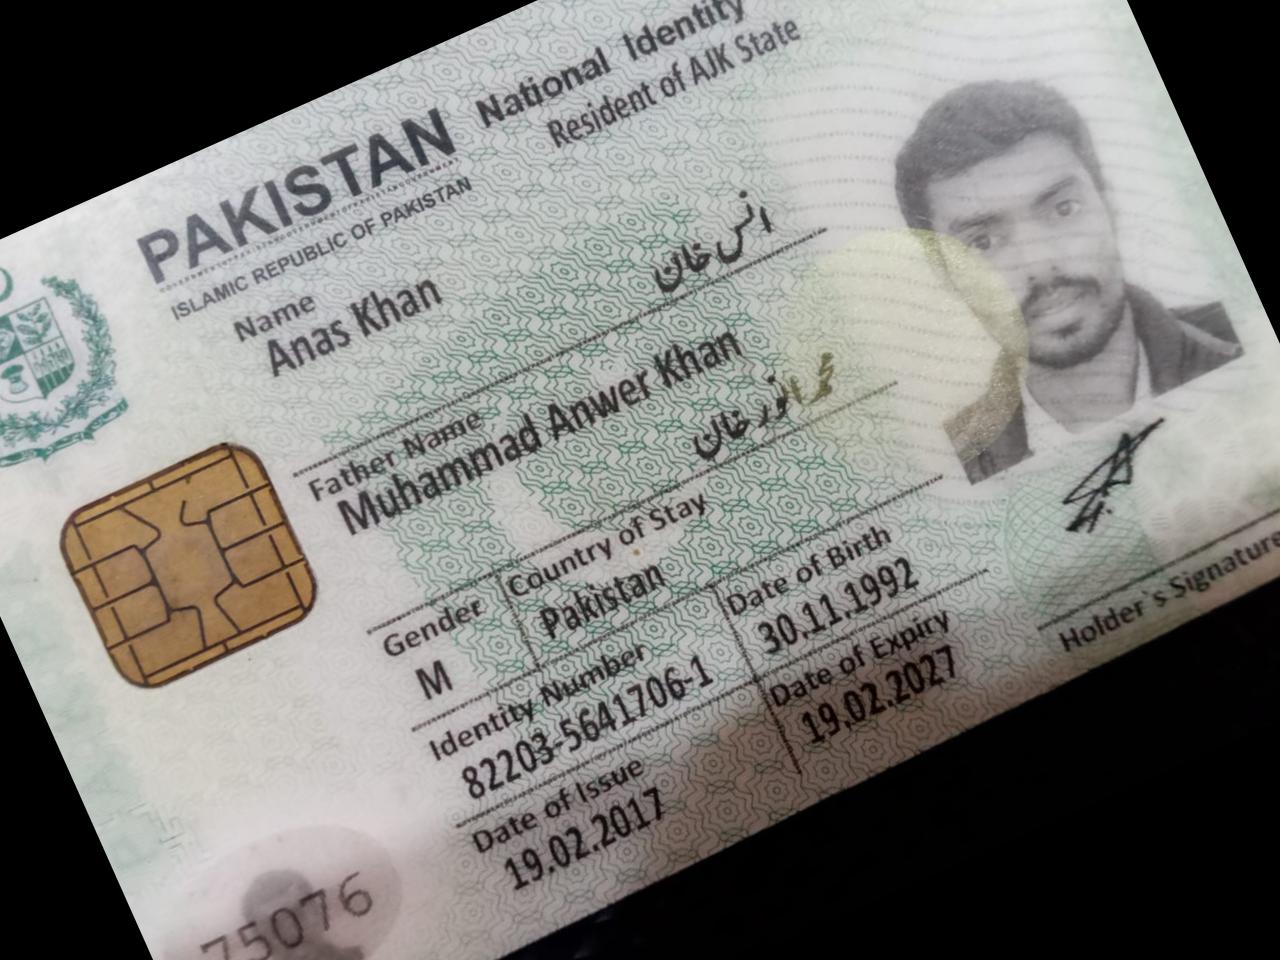 PAKISTAN National Identity
ISLAMIC REPUBLIC OF PAKISTAN Resident of AJK State
Name
Anas Khan
انس خان
Father Name
Muhammad Anwer Khan
محمد انور خان
Gender Country of Stay
M Pakistan
Identity Number Date of Birth
82203-5641706-1 30.11.1992
Date of Issue Date of Expiry
19.02.2017 19.02.2027
Holder's Signature
75076